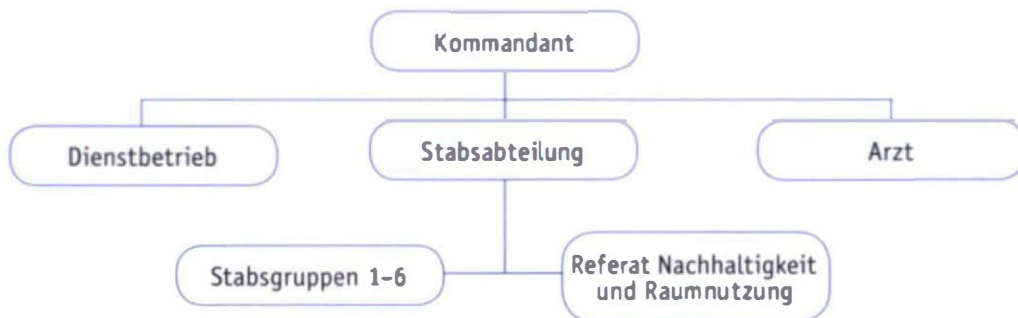 Kommandant
Dienstbetrieb
Stabsabteilung
Arzt
Stabsgruppen 1-6
Referat Nachhaltigkeit
und Raumnutzung